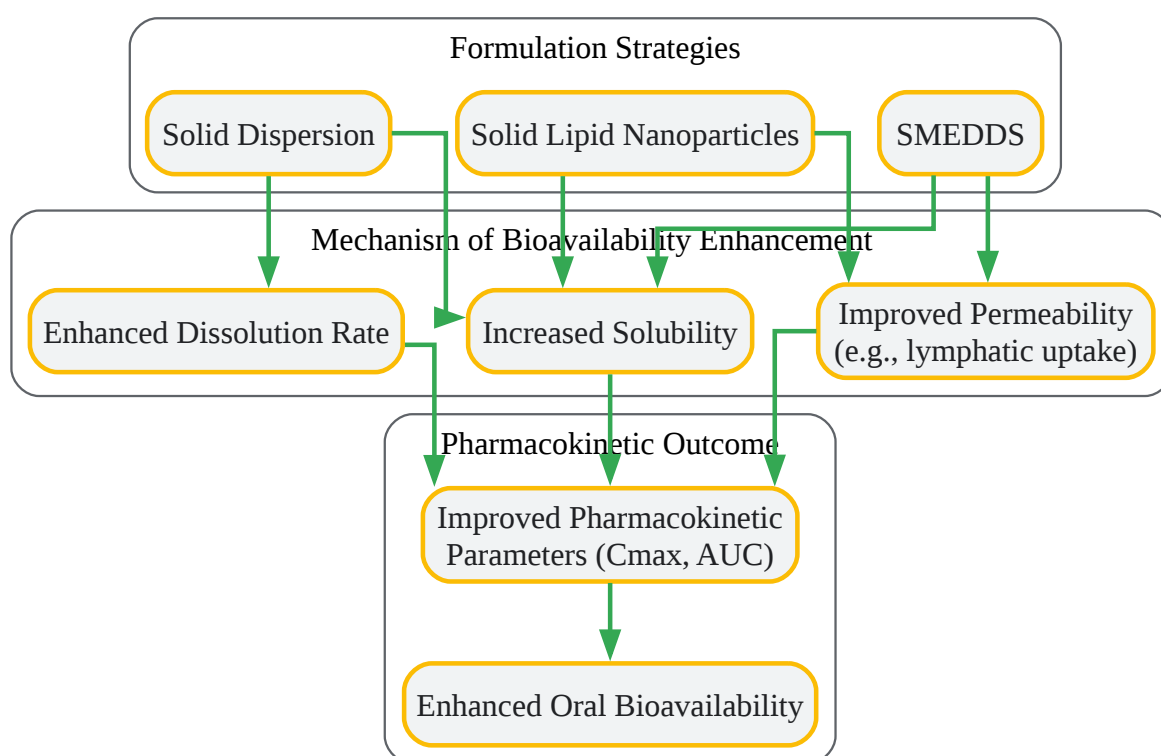 Formulation Strategies
Solid Dispersion
Solid Lipid Nanoparticles
SMEDDS
Mechanism of Bioavailability Enhancement
Enhanced Dissolution Rate
Increased Solubility
Improved Permeability
(e.g., lymphatic uptake)
Pharmacokinetic Outcome
Improved Pharmacokinetic
Parameters (Cmax, AUC)
Enhanced Oral Bioavailability